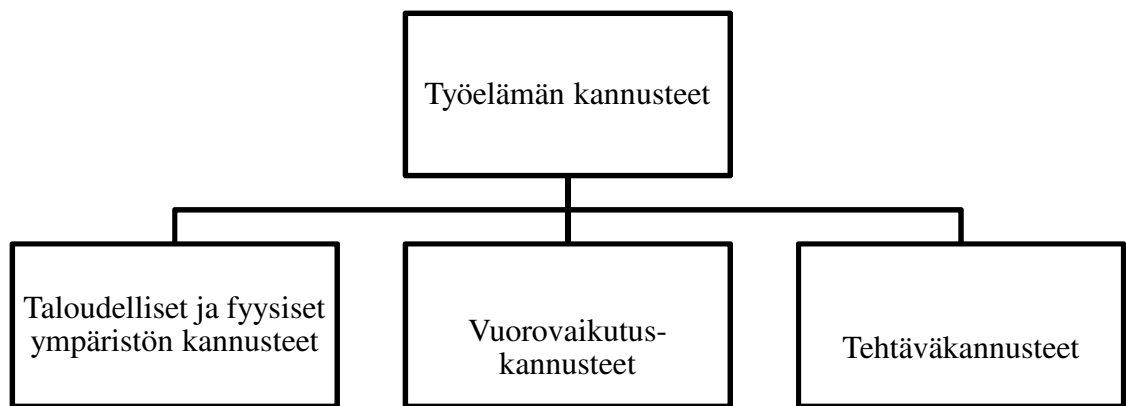 Työelämän kannusteet
Taloudelliset ja fyysiset
ympäristön kannusteet
Vuorovaikutus-
kannusteet
Tehtäväkannusteet